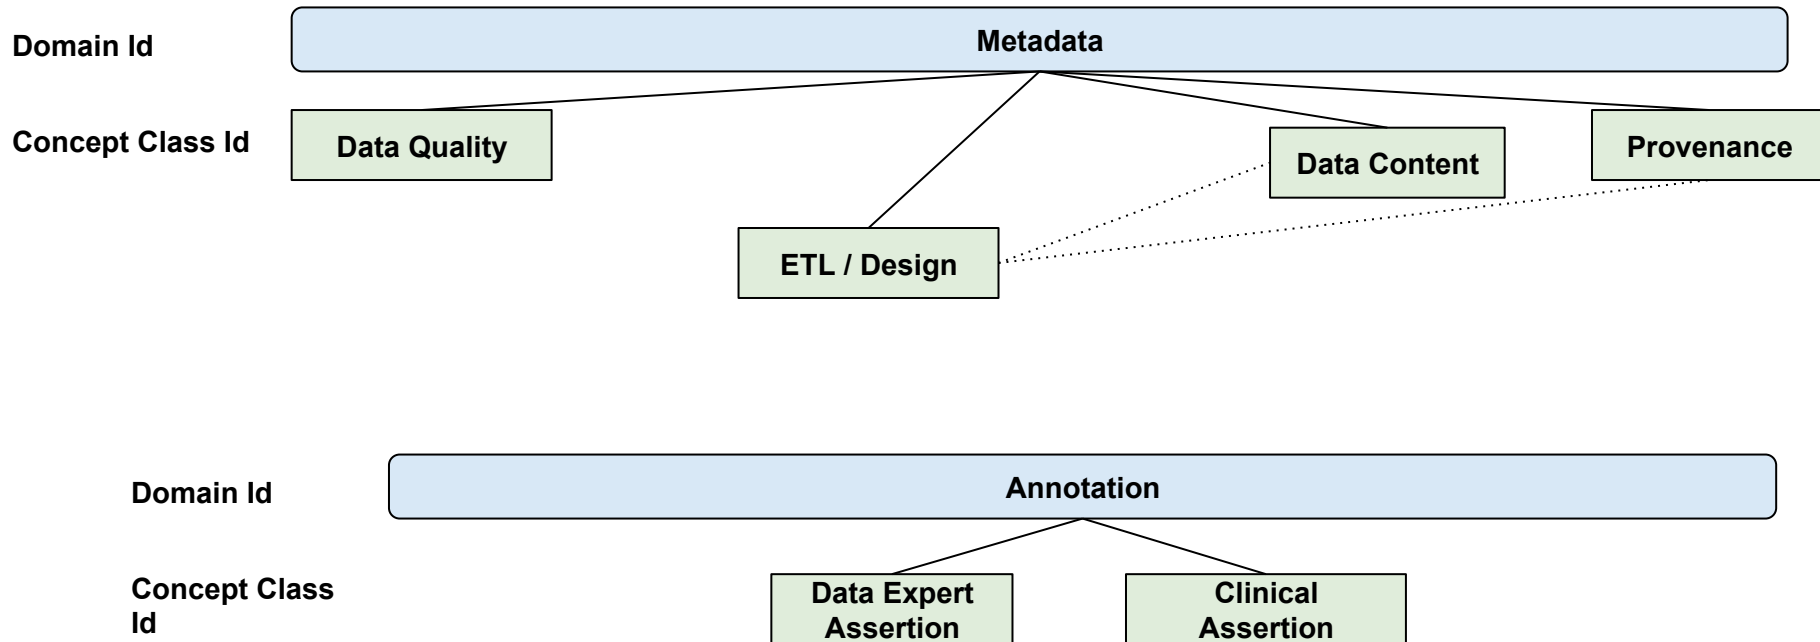 Domain Id
Metadata
Concept Class Id
Data Quality
Data Content
Provenance
ETL / Design
Domain Id
Annotation
Concept Class
Id
Data Expert
Assertion
Clinical
Assertion